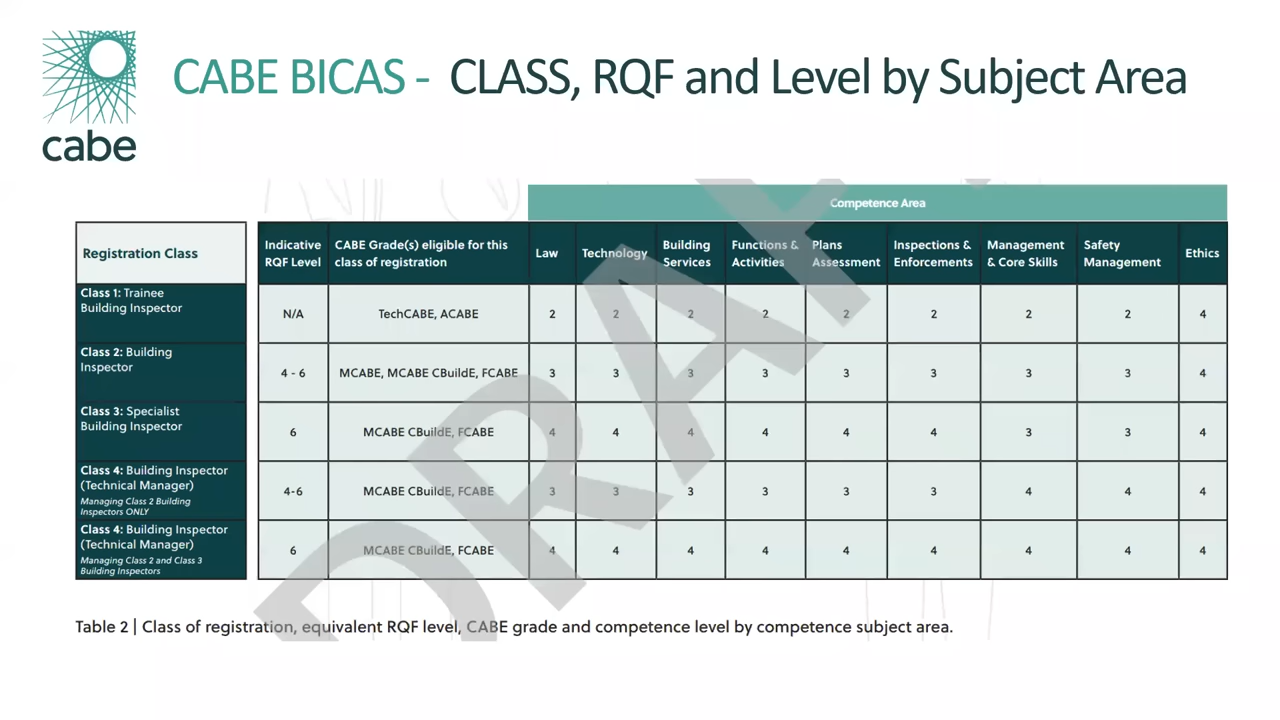 cabe
CABE BICAS - CLASS, RQF and Level by Subject Area
Competence Area
Registration Class
Indicative RQF Level
CABE Grade(s) eligible for this class of registration
Law
Technology
Building Services
Functions & Activities
Plans Assessment
Inspections & Enforcements
Management & Core Skills
Safety Management
Ethics
Class 1: Trainee
Building Inspector
N/A TechCABE, ACABE 2 2 2 2 2 2 2 2 4
Class 2: Building
Inspector
4 - 6 MCABE, MCABE CBuildE, FCABE 3 3 3 3 3 3 3 3 4
Class 3: Specialist
Building Inspector
6 MCABE CBuildE, FCABE 4 4 4 4 4 4 3 3 4
Class 4: Building Inspector
(Technical Manager)
Managing Class 2 Building
Inspectors ONLY
4-6 MCABE CBuildE, FCABE 3 3 3 3 3 3 4 4 4
Class 4: Building Inspector
(Technical Manager)
Managing Class 2 and Class 3
Building Inspectors
6 MCABE CBuildE, FCABE 4 4 4 4 4 4 4 4 4
DRAFT
Table 2 | Class of registration, equivalent RQF level, CABE grade and competence level by competence subject area.